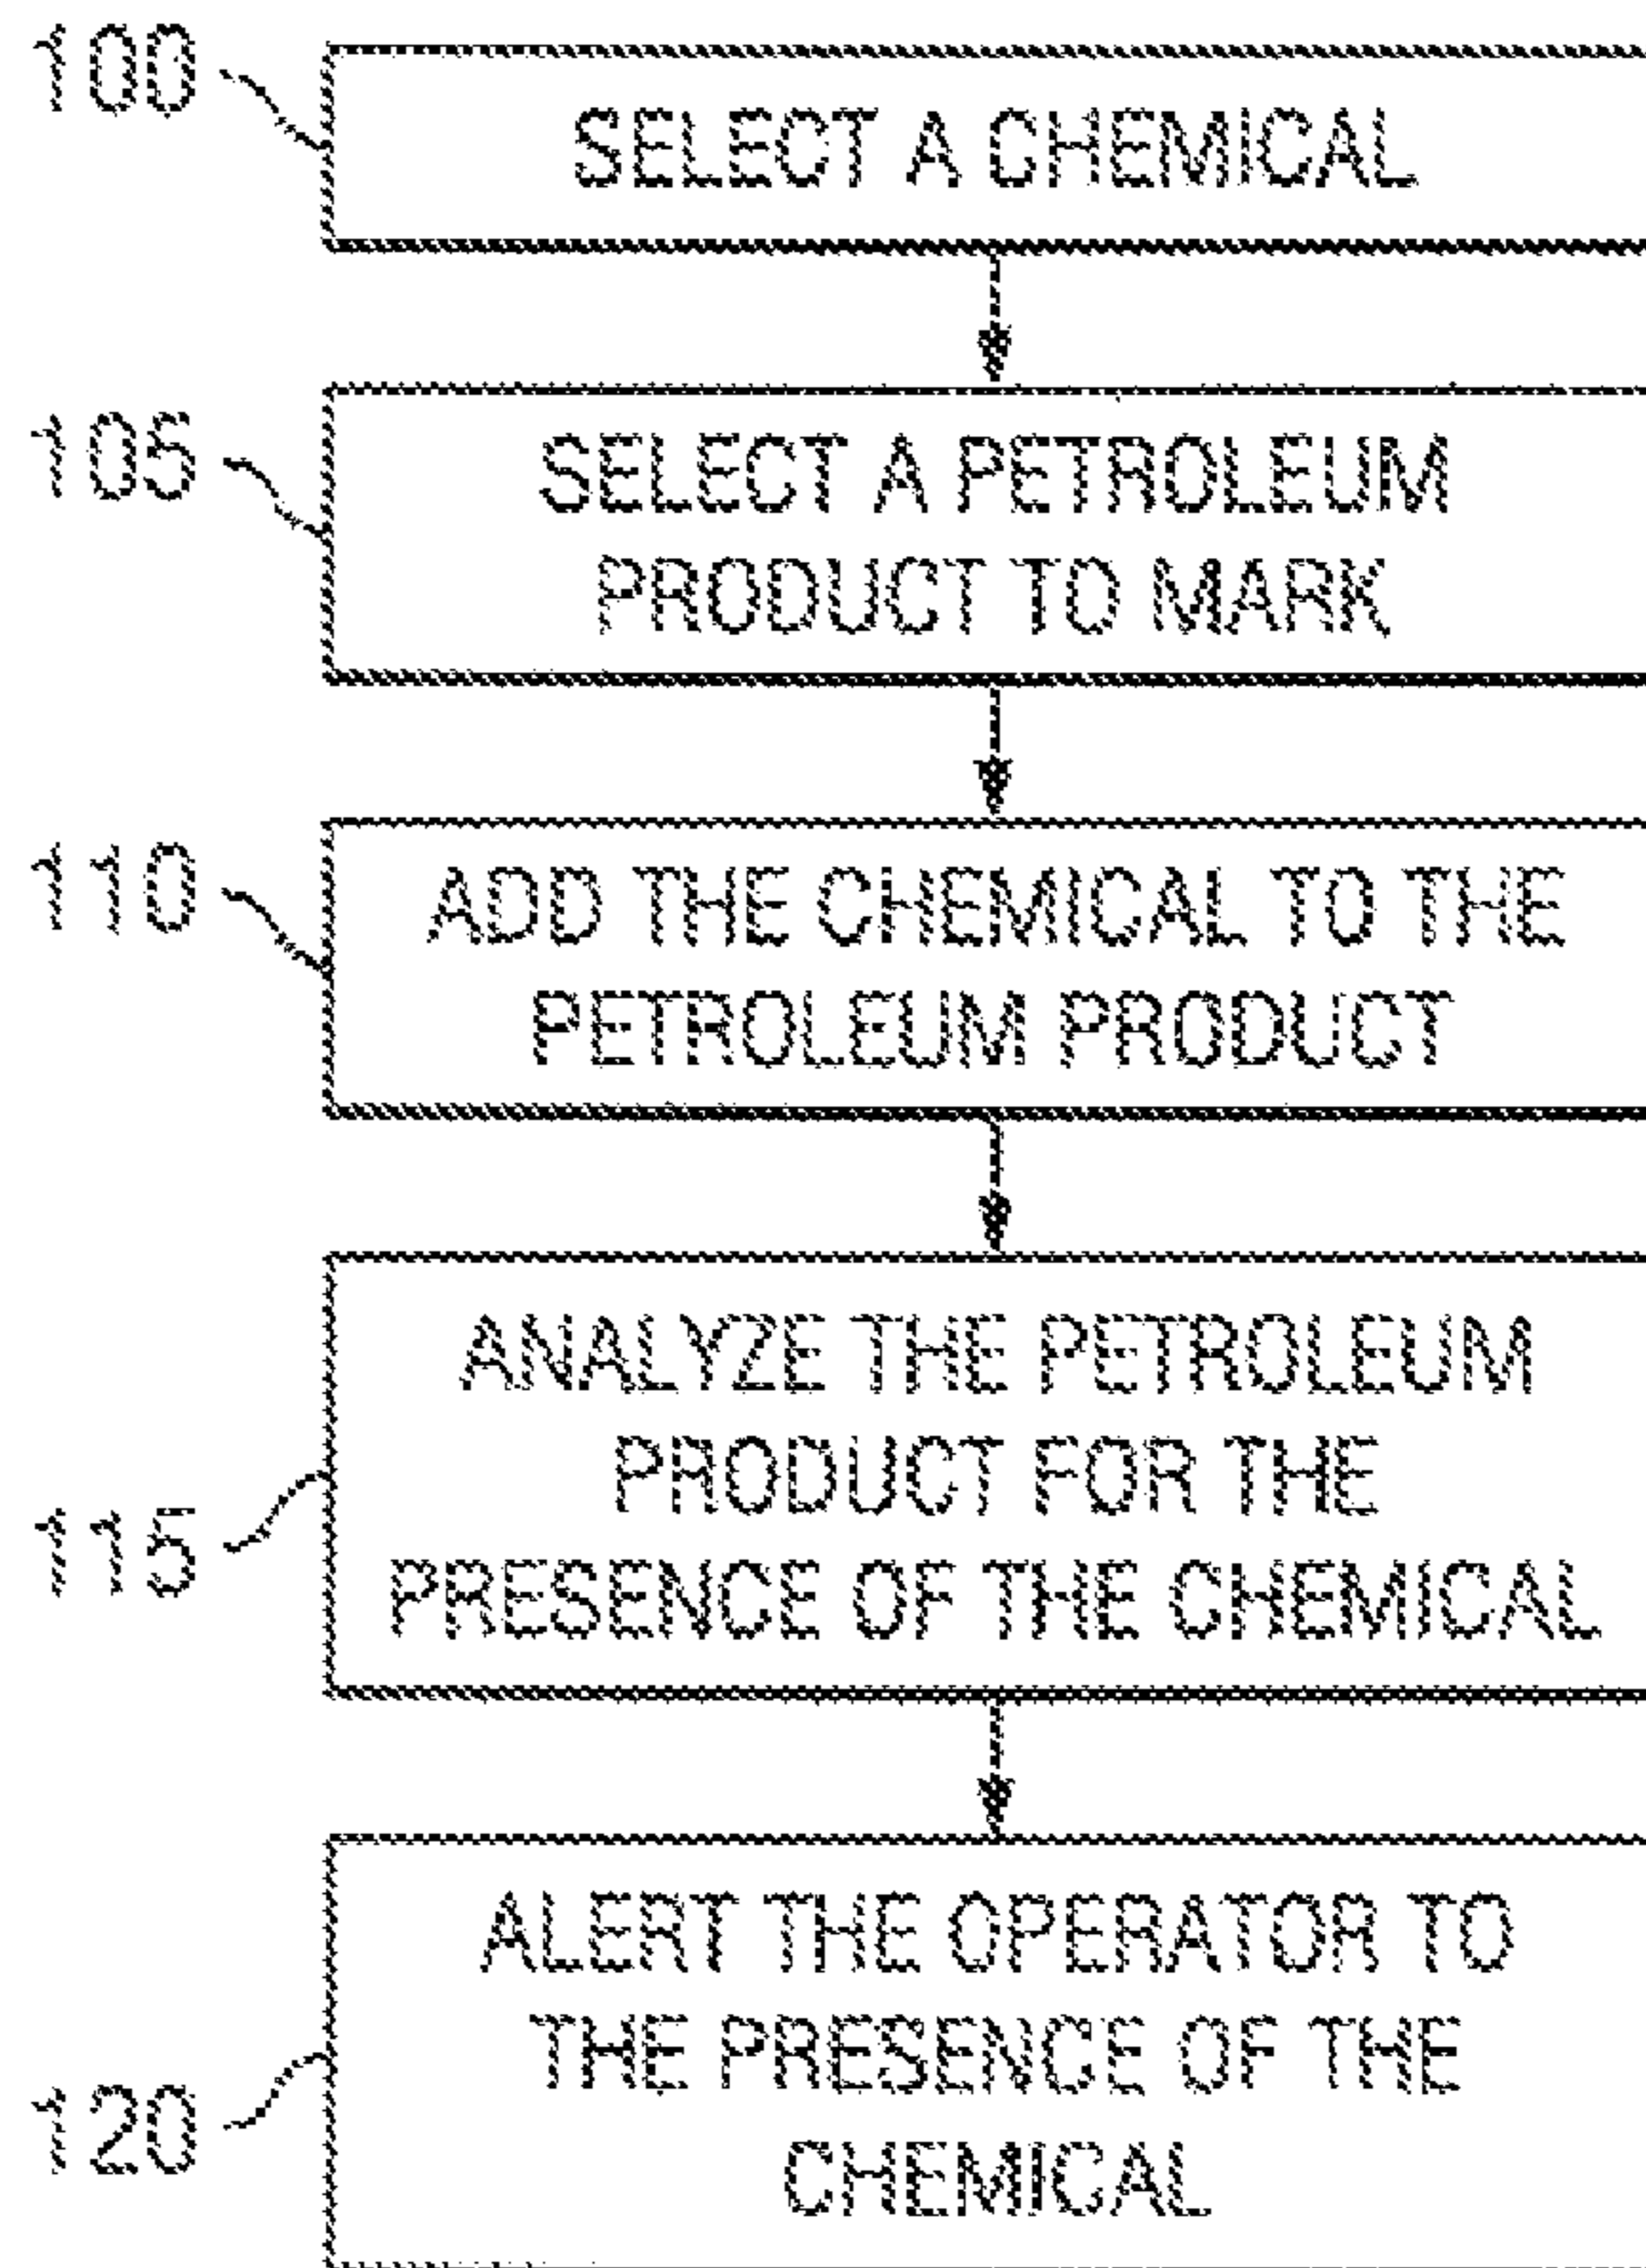 100
SELECT A CHEMICAL
105
SELECT A PETROLEUM
PRODUCT TO MARK
110
ADD THE CHEMICAL TO THE
PETROLEUM PRODUCT
ANALYZE THE PETROLEUM
PRODUCT FOR THE
115
PRESENCE OF THE CHEMICAL
ALERT THE OPERATOR TO
THE PRESENCE OF THE
120
CHEMICAL